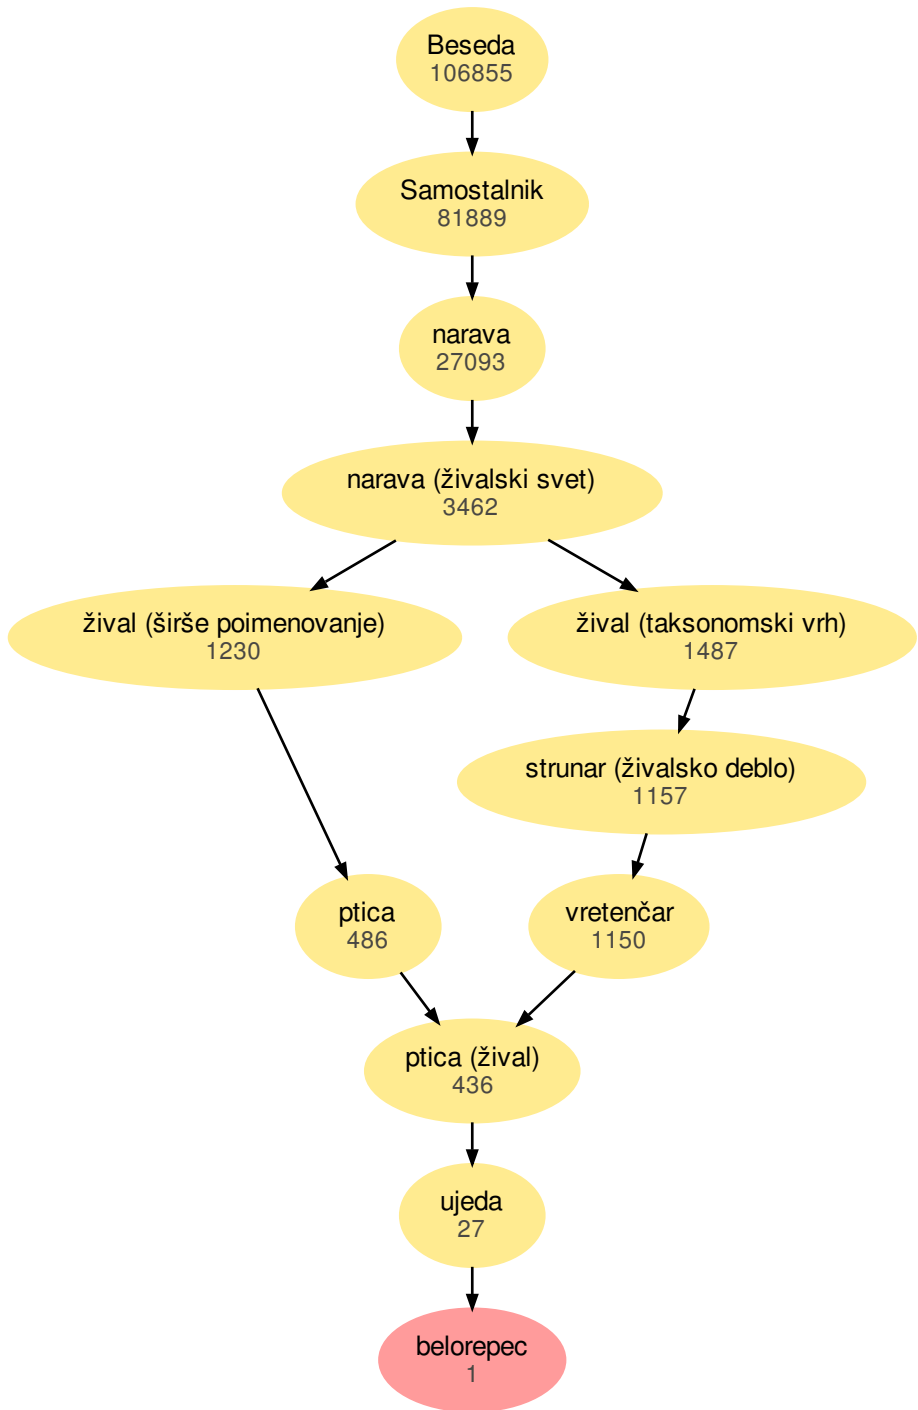 Beseda
106855
Samostalnik
81889
narava
27093
narava (živalski svet)
3462
žival (širše poimenovanje)
1230
žival (taksonomski vrh)
1487
strunar (živalsko deblo)
1157
ptica
486
vretenčar
1150
ptica (žival)
436
ujeda
27
belorepec
1